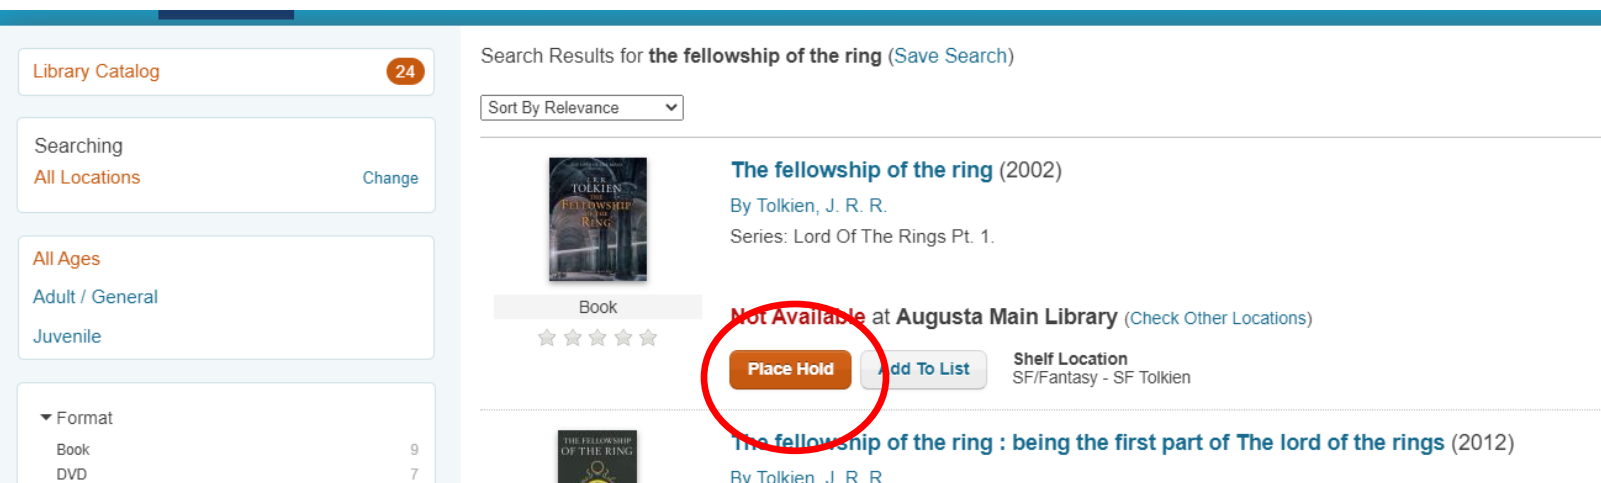 Library Catalog 24
Searching
All Locations Change
All Ages
Adult / General
Juvenile
Format
Book 9
DVD 7
Search Results for the fellowship of the ring (Save Search)
Sort By Relevance
J. R. R.
TOLKIEN
THE
FELLOWSHIP
OF THE
RING
Book
The fellowship of the ring (2002)
By Tolkien, J. R. R.
Series: Lord Of The Rings Pt. 1.
Not Available at Augusta Main Library (Check Other Locations)
Place Hold Add To List
Shelf Location
SF/Fantasy - SF Tolkien
THE FELLOWSHIP
OF THE RING
The fellowship of the ring : being the first part of The lord of the rings (2012)
By Tolkien, J. R. R.